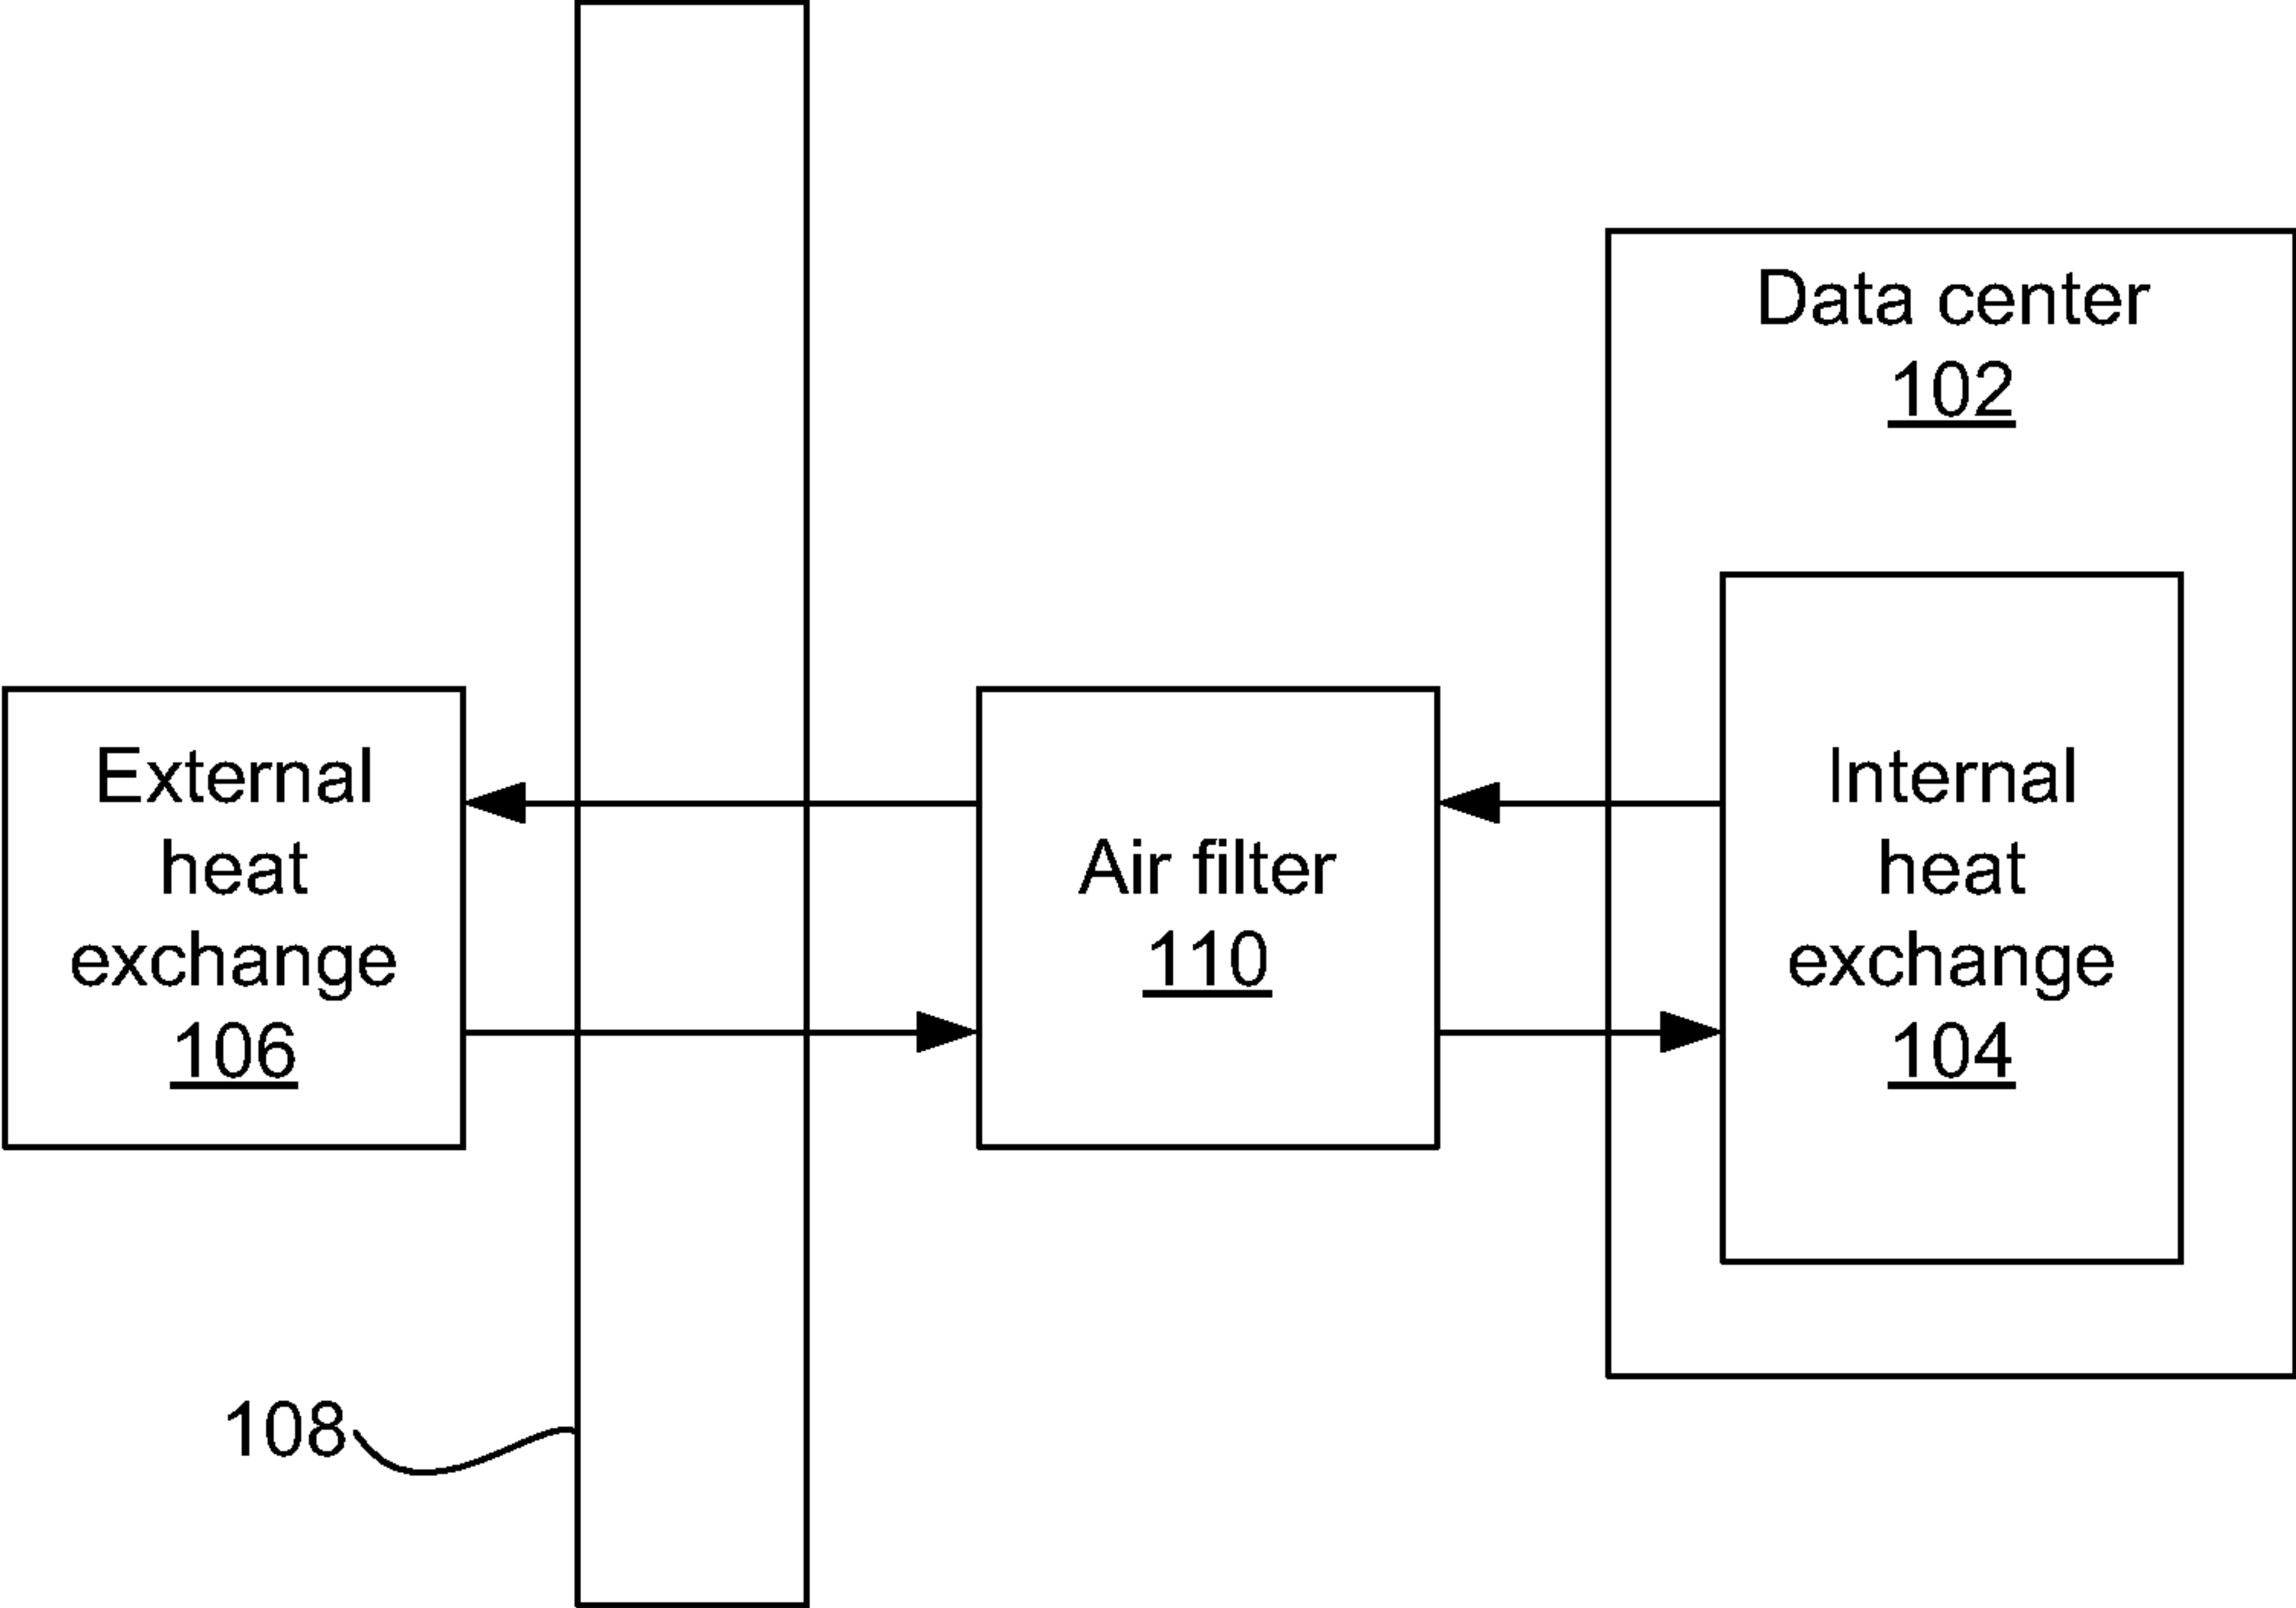 Data center
102
External
heat
exchange
106
Air filter
110
Internal
heat
exchange
104
108